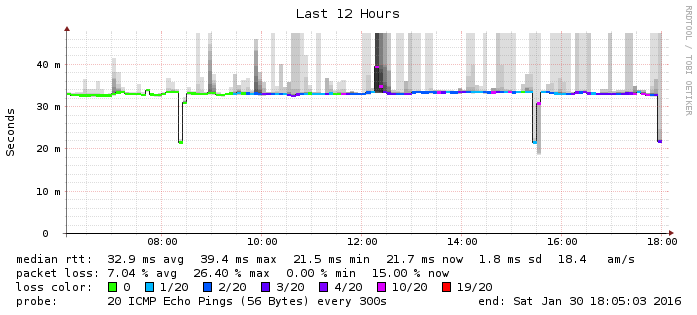 Last 12 Hours
RRDTOOL / TOBI OETIKER
Seconds
40 m
30 m
20 m
10 m
0
08:00 10:00 12:00 14:00 16:00 18:00
median rtt: 32.9 ms avg 39.4 ms max 21.5 ms min 21.7 ms now 1.8 ms sd 18.4 am/s
packet loss: 7.04 % avg 26.40 % max 0.00 % min 15.00 % now
loss color: 0 1/20 2/20 3/20 4/20 10/20 19/20
probe: 20 ICMP Echo Pings (56 Bytes) every 300s end: Sat Jan 30 18:05:03 2016